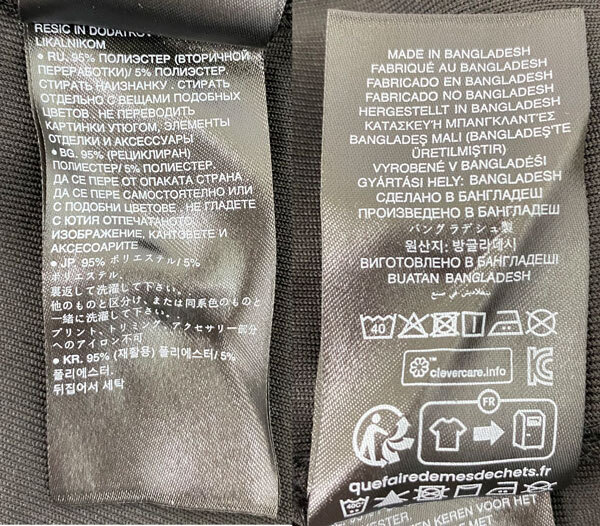 RESIC IN DODATKOV
LIKALNIKOM
• RU. 95% ПОЛИЭСТЕР (ВТОРИЧНОЙ
ПЕРЕРАБОТКИ)/ 5% ПОЛИЭСТЕР.
СТИРАТЬ НАИЗНАНКУ . СТИРАТЬ
ОТДЕЛЬНО С ВЕЩАМИ ПОДОБНЫХ
ЦВЕТОВ . НЕ ПЕРЕВОДИТЬ
КАРТИНКИ УТЮГОМ, ЭЛЕМЕНТЫ
ОТДЕЛКИ И АКСЕССУАРЫ
• BG. 95% (РЕЦИКЛИРАН)
ПОЛИЕСТЕР/ 5% ПОЛИЕСТЕР.
ДА СЕ ПЕРЕ ОТ ОПАКАТА СТРАНА
ДА СЕ ПЕРЕ САМОСТОЯТЕЛНО ИЛИ
С ПОДОБНИ ЦВЕТОВЕ . НЕ ГЛАДЕТЕ
С ЮТИЯ ОТПЕЧАТАНОТО
ИЗОБРАЖЕНИЕ, КАНТОВЕТЕ И
АКСЕСОАРИТЕ
• JP. 95% ポリエステル/ 5%
ポリエステル.
裏返して洗濯して下さい. .
他のものと区分け、または同系色のものと
一緒に洗濯して下さい. .
プリント、トリミング、アクセサリー部分
へのアイロン不可
• KR. 95% (재활용) 폴리에스터/ 5%
폴리에스터.
뒤집어서 세탁
MADE IN BANGLADESH
FABRIQUÉ AU BANGLADESH
FABRICADO EN BANGLADESH
FABRICADO NO BANGLADESH
HERGESTELLT IN BANGLADESH
ΚΑΤΑΣΚΕΥΉ ΜΠΑΓΚΛΑΝΤΈΣ
BANGLADEŞ MALI (BANGLADEŞ'TE
ÜRETILMIŞTIR)
VYROBENÉ V BANGLADÉŠI
GYÁRTÁSI HELY: BANGLADESH
СДЕЛАНО В БАНГЛАДЕШ
ПРОИЗВЕДЕНО В БАНГЛАДЕШ
バングラデシュ製
원산지: 방글라데시
ВИГОТОВЛЕНО В БАНГЛАДЕШІ
BUATAN BANGLADESH
صنع في بنغلاديش
40
™ clevercare.info
FR
quefairedemesdechets.fr